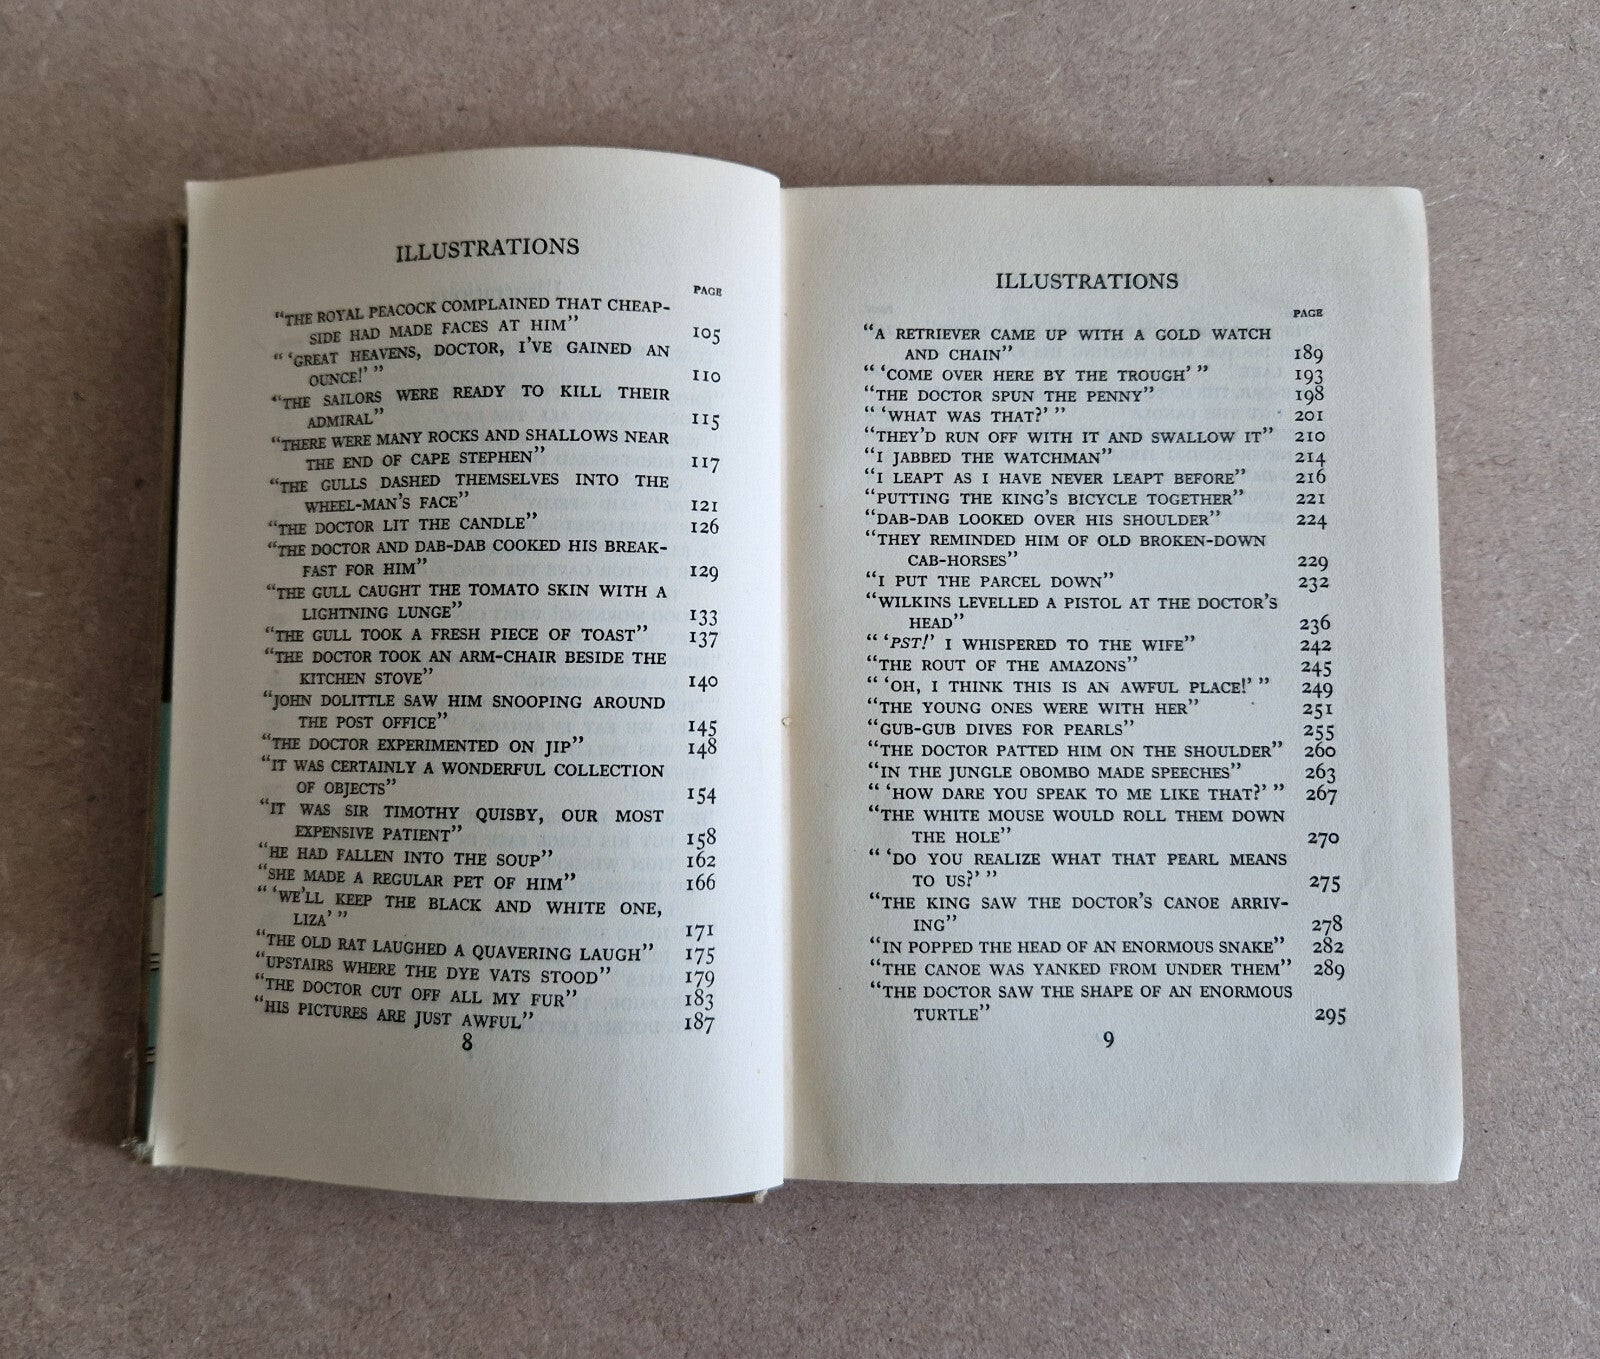 ILLUSTRATIONS
PAGE
"THE ROYAL PEACOCK COMPLAINED THAT CHEAP-
SIDE HAD MADE FACES AT HIM" 105
" 'GREAT HEAVENS, DOCTOR, I'VE GAINED AN
OUNCE!' " 110
"THE SAILORS WERE READY TO KILL THEIR
ADMIRAL" 115
"THERE WERE MANY ROCKS AND SHALLOWS NEAR
THE END OF CAPE STEPHEN" 117
"THE GULLS DASHED THEMSELVES INTO THE
WHEEL-MAN'S FACE" 121
"THE DOCTOR LIT THE CANDLE" 126
"THE DOCTOR AND DAB-DAB COOKED HIS BREAK-
FAST FOR HIM" 129
"THE GULL CAUGHT THE TOMATO SKIN WITH A
LIGHTNING LUNGE" 133
"THE GULL TOOK A FRESH PIECE OF TOAST" 137
"THE DOCTOR TOOK AN ARM-CHAIR BESIDE THE
KITCHEN STOVE" 140
"JOHN DOLITTLE SAW HIM SNOOPING AROUND
THE POST OFFICE" 145
"THE DOCTOR EXPERIMENTED ON JIP" 148
"IT WAS CERTAINLY A WONDERFUL COLLECTION
OF OBJECTS" 154
"IT WAS SIR TIMOTHY QUISBY, OUR MOST
EXPENSIVE PATIENT" 158
"HE HAD FALLEN INTO THE SOUP" 162
"SHE MADE A REGULAR PET OF HIM" 166
" 'WE'LL KEEP THE BLACK AND WHITE ONE,
LIZA' " 171
"THE OLD RAT LAUGHED A QUAVERING LAUGH" 175
"UPSTAIRS WHERE THE DYE VATS STOOD" 179
"THE DOCTOR CUT OFF ALL MY FUR" 183
"HIS PICTURES ARE JUST AWFUL" 187
8
ILLUSTRATIONS
PAGE
"A RETRIEVER CAME UP WITH A GOLD WATCH
AND CHAIN" 189
" 'COME OVER HERE BY THE TROUGH' " 193
"THE DOCTOR SPUN THE PENNY" 198
" 'WHAT WAS THAT?' " 201
"THEY'D RUN OFF WITH IT AND SWALLOW IT" 210
"I JABBED THE WATCHMAN" 214
"I LEAPT AS I HAVE NEVER LEAPT BEFORE" 216
"PUTTING THE KING'S BICYCLE TOGETHER" 221
"DAB-DAB LOOKED OVER HIS SHOULDER" 224
"THEY REMINDED HIM OF OLD BROKEN-DOWN
CAB-HORSES" 229
"I PUT THE PARCEL DOWN" 232
"WILKINS LEVELLED A PISTOL AT THE DOCTOR'S
HEAD" 236
" 'PST!' I WHISPERED TO THE WIFE" 242
"THE ROUT OF THE AMAZONS" 245
" 'OH, I THINK THIS IS AN AWFUL PLACE!' " 249
"THE YOUNG ONES WERE WITH HER" 251
"GUB-GUB DIVES FOR PEARLS" 255
"THE DOCTOR PATTED HIM ON THE SHOULDER" 260
"IN THE JUNGLE OBOMBO MADE SPEECHES" 263
" 'HOW DARE YOU SPEAK TO ME LIKE THAT?' " 267
"THE WHITE MOUSE WOULD ROLL THEM DOWN
THE HOLE" 270
" 'DO YOU REALIZE WHAT THAT PEARL MEANS
TO US?' " 275
"THE KING SAW THE DOCTOR'S CANOE ARRIV-
ING" 278
"IN POPPED THE HEAD OF AN ENORMOUS SNAKE" 282
"THE CANOE WAS YANKED FROM UNDER THEM" 289
"THE DOCTOR SAW THE SHAPE OF AN ENORMOUS
TURTLE" 295
9